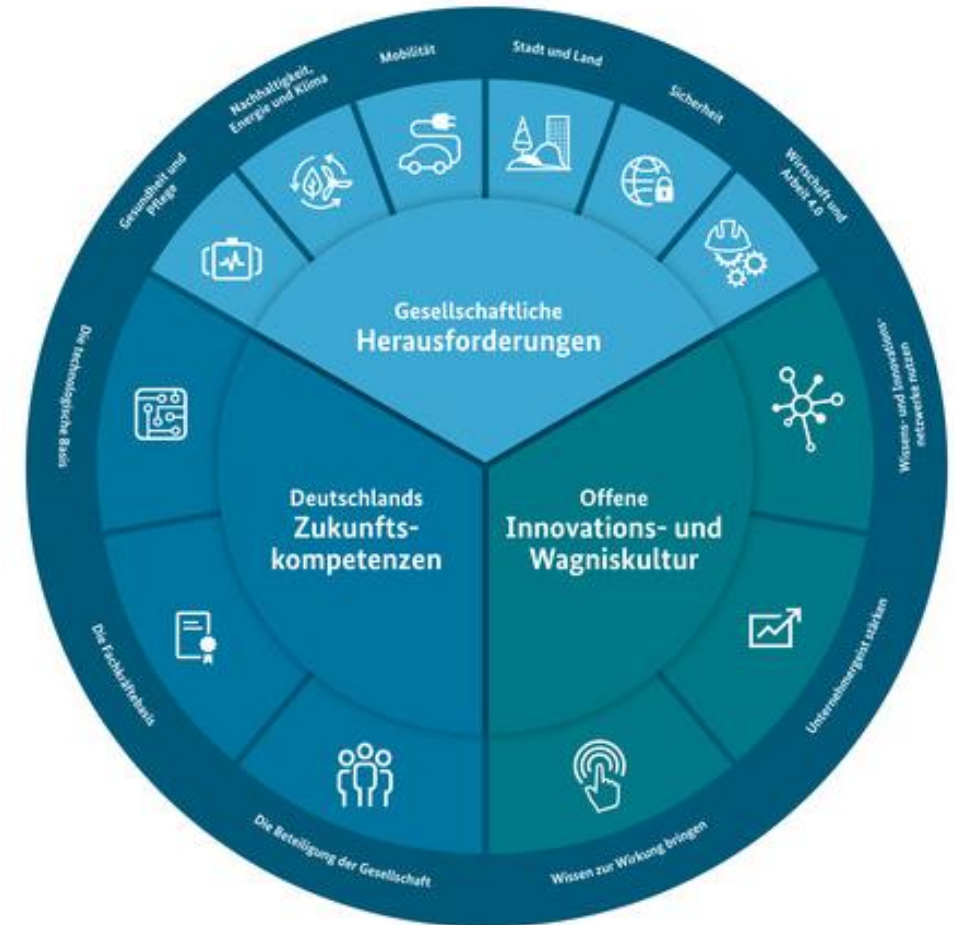 Gesundheit und
Pflege
Nachhaltigkeit,
Energie und Klima
Mobilität
Stadt und Land
Sicherheit
Wirtschaft und
Arbeit 4.0
Gesellschaftliche
Herausforderungen
Deutschlands
Zukunfts-
kompetenzen
Offene
Innovations- und
Wagniskultur
Die technologische Basis
Die Fachkräftebasis
Die Beteiligung der Gesellschaft
Wissens- und Innovations-
netzwerke nutzen
Unternehmergeist stärken
Wissen zur Wirkung bringen